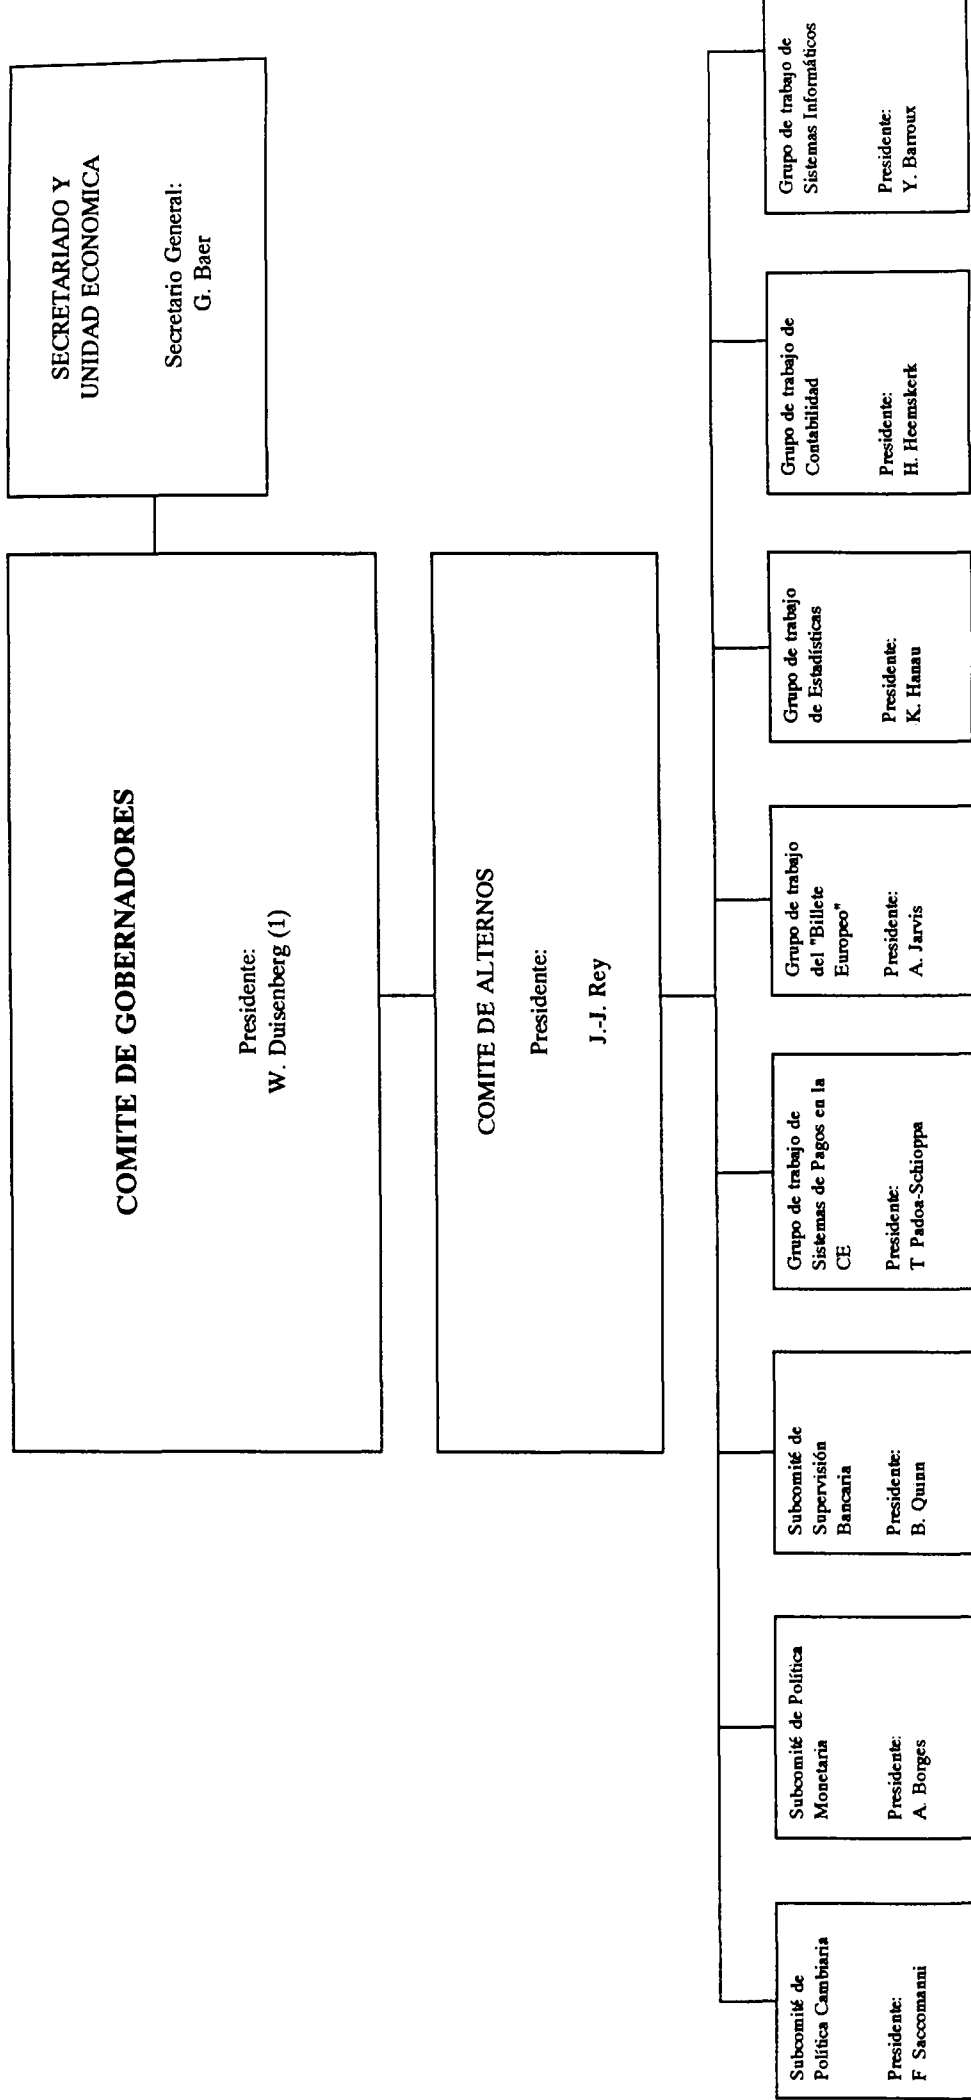 COMITE DE GOBERNADORES
Presidente:
W. Duisenberg (1)
SECRETARIADO Y
UNIDAD ECONOMICA
Secretario General:
G. Baer
COMITE DE ALTERNOS
Presidente:
J.-J. Rey
Subcomité de
Política Cambiaria
Presidente:
F Saccomanni
Subcomité de Política
Monetaria
Presidente:
A. Borges
Subcomité de
Supervisión
Bancaria
Presidente:
B. Quinn
Grupo de trabajo de
Sistemas de Pagos en la
CE
Presidente:
T Padoa-Schioppa
Grupo de trabajo
del "Billete
Europeo"
Presidente:
A. Jarvis
Grupo de trabajo
de Estadísticas
Presidente:
K. Hanau
Grupo de trabajo de
Contabilidad
Presidente:
H. Heemskerk
Grupo de trabajo de
Sistemas Informáticos
Presidente:
Y. Barroux